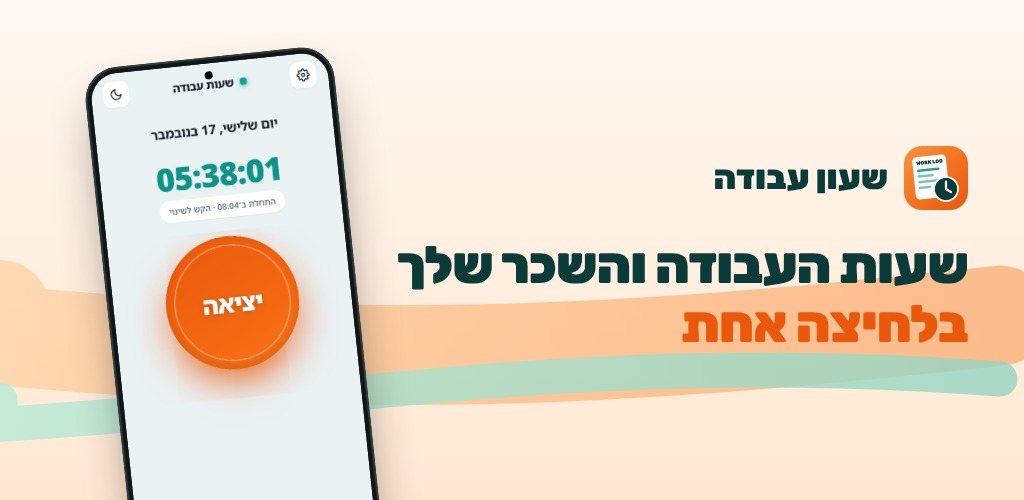 שעות עבודה
יום שלישי, 17 בנובמבר
05:38:01
התחלת ב־08:04 · הקש לשינוי
יציאה
WORK LOG
שעון עבודה
שעות העבודה והשכר שלך
בלחיצה אחת